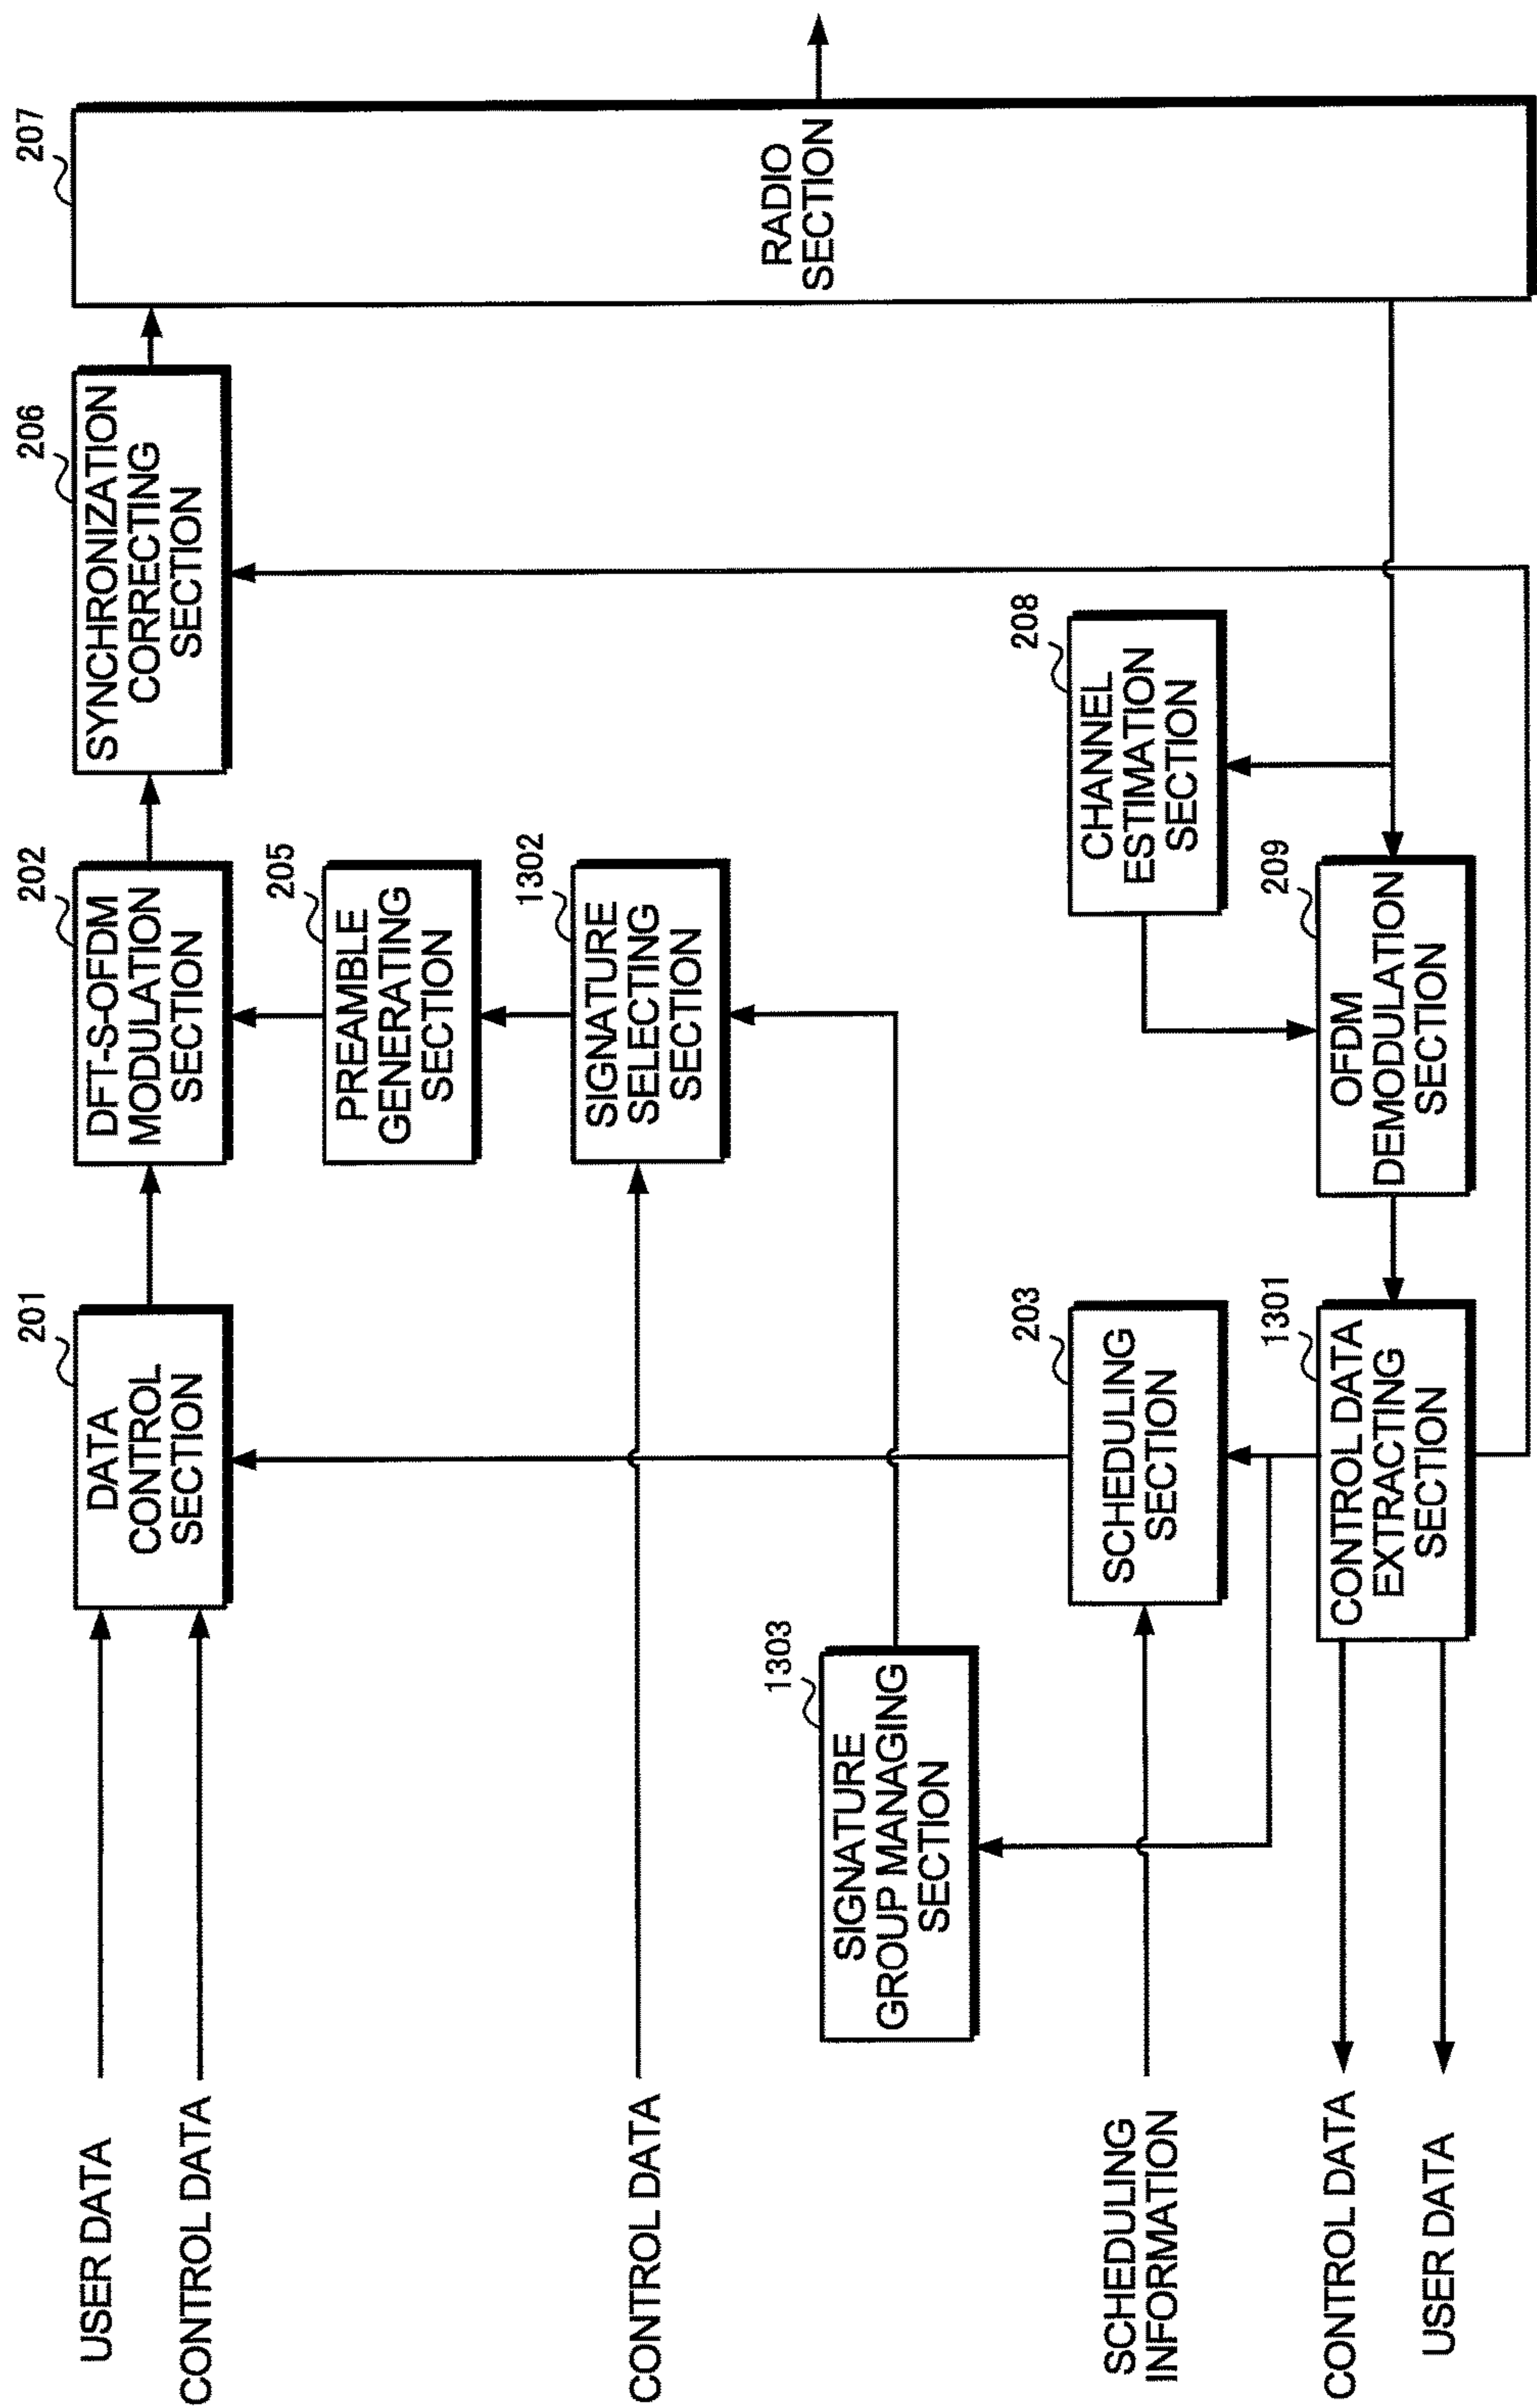 USER DATA
CONTROL DATA
201
DATA
CONTROL
SECTION
202
DFT-S-OFDM
MODULATION
SECTION
206
SYNCHRONIZATION
CORRECTING
SECTION
207
RADIO
SECTION
205
PREAMBLE
GENERATING
SECTION
CONTROL DATA
1302
SIGNATURE
SELECTING
SECTION
1303
SIGNATURE
GROUP MANAGING
SECTION
SCHEDULING
INFORMATION
203
SCHEDULING
SECTION
208
CHANNEL
ESTIMATION
SECTION
CONTROL DATA
USER DATA
1301
CONTROL DATA
EXTRACTING
SECTION
209
OFDM
DEMODULATION
SECTION